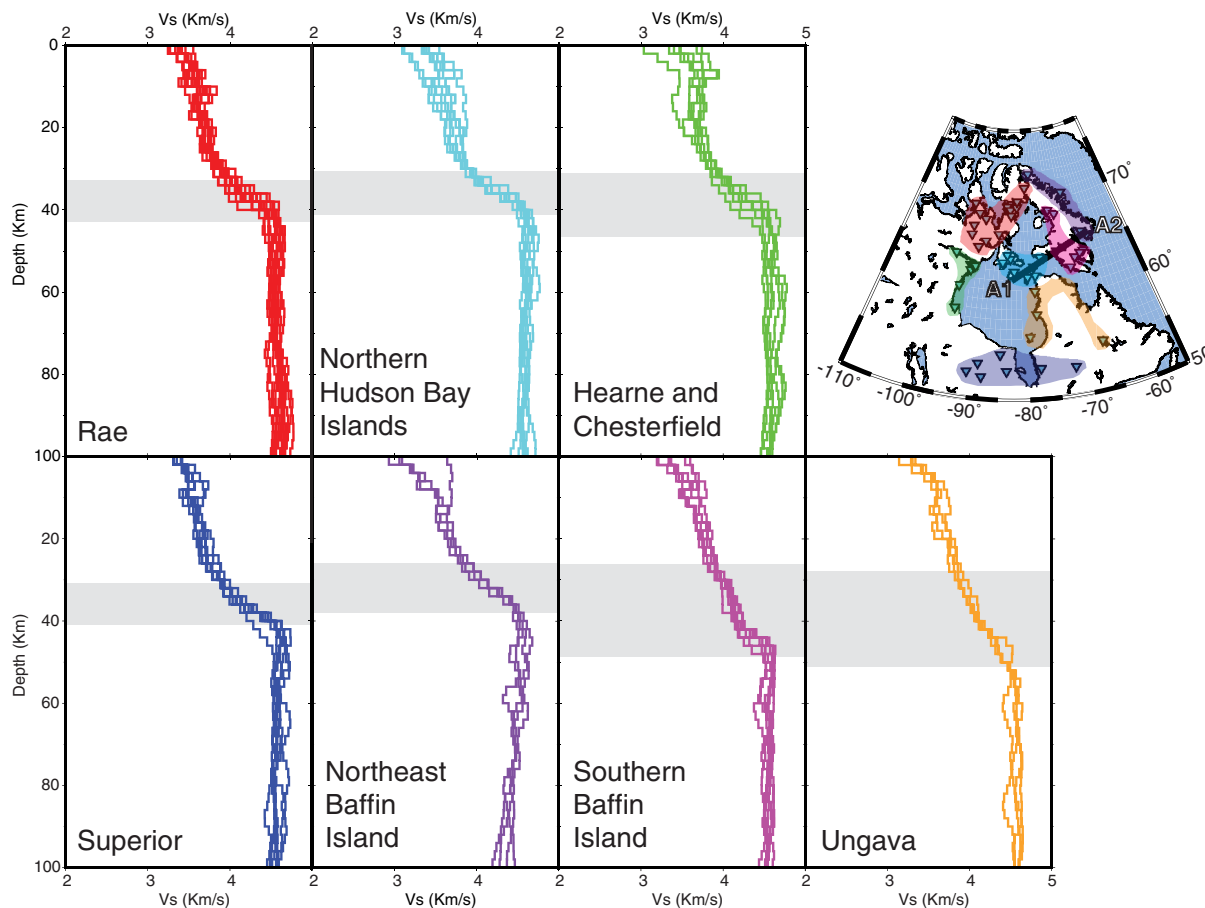 Vs (Km/s) Vs (Km/s) Vs (Km/s)
2 3 4 2 3 4 2 3 4 5
0
20
40
60
80
100
Depth (Km)
Rae
Northern
Hudson Bay
Islands
Hearne and
Chesterfield
A1
A2
70°
60°
50
-110°
-100°
-90°
-80°
-70°
-60°
20
40
60
80
100
Depth (Km)
Superior
Northeast
Baffin
Island
Southern
Baffin
Island
Ungava
2 3 4 2 3 4 2 3 4 2 3 4 5
Vs (Km/s) Vs (Km/s) Vs (Km/s) Vs (Km/s)